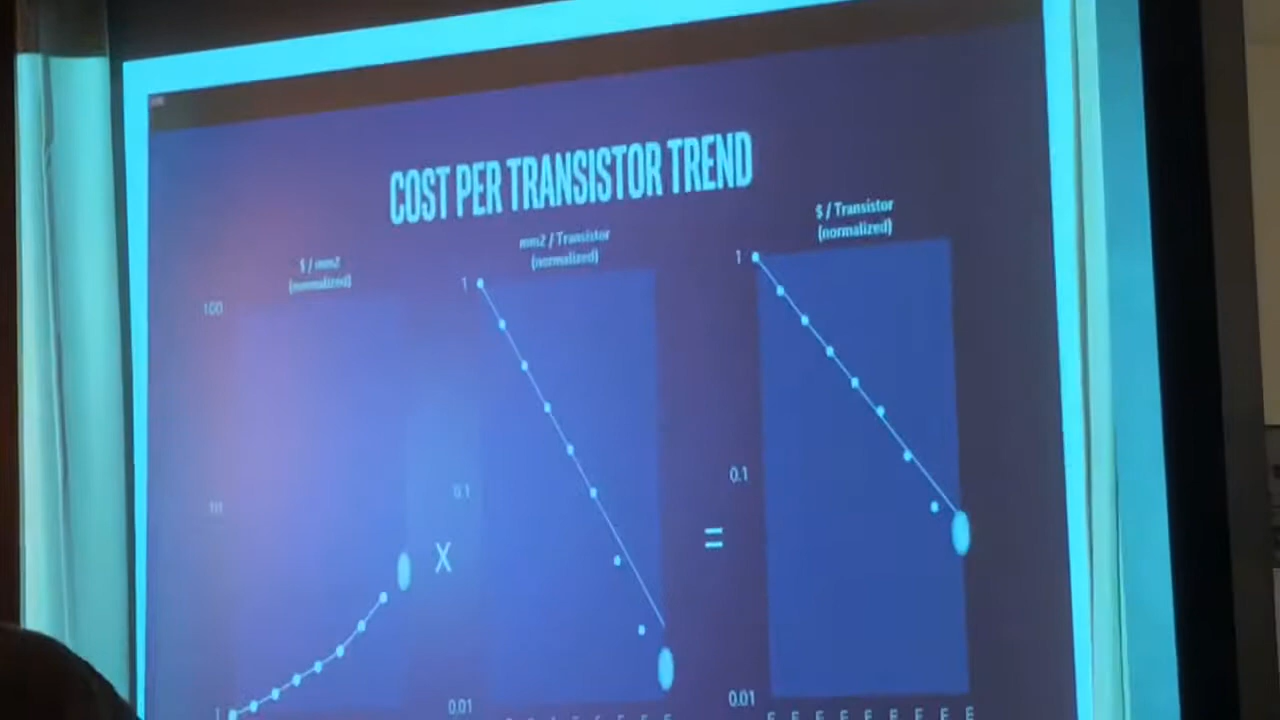 COST PER TRANSISTOR TREND
$ / mm2
(normalized)
100
10
1
X
mm2 / Transistor
(normalized)
1
0.1
0.01
=
$ / Transistor
(normalized)
1
0.1
0.01